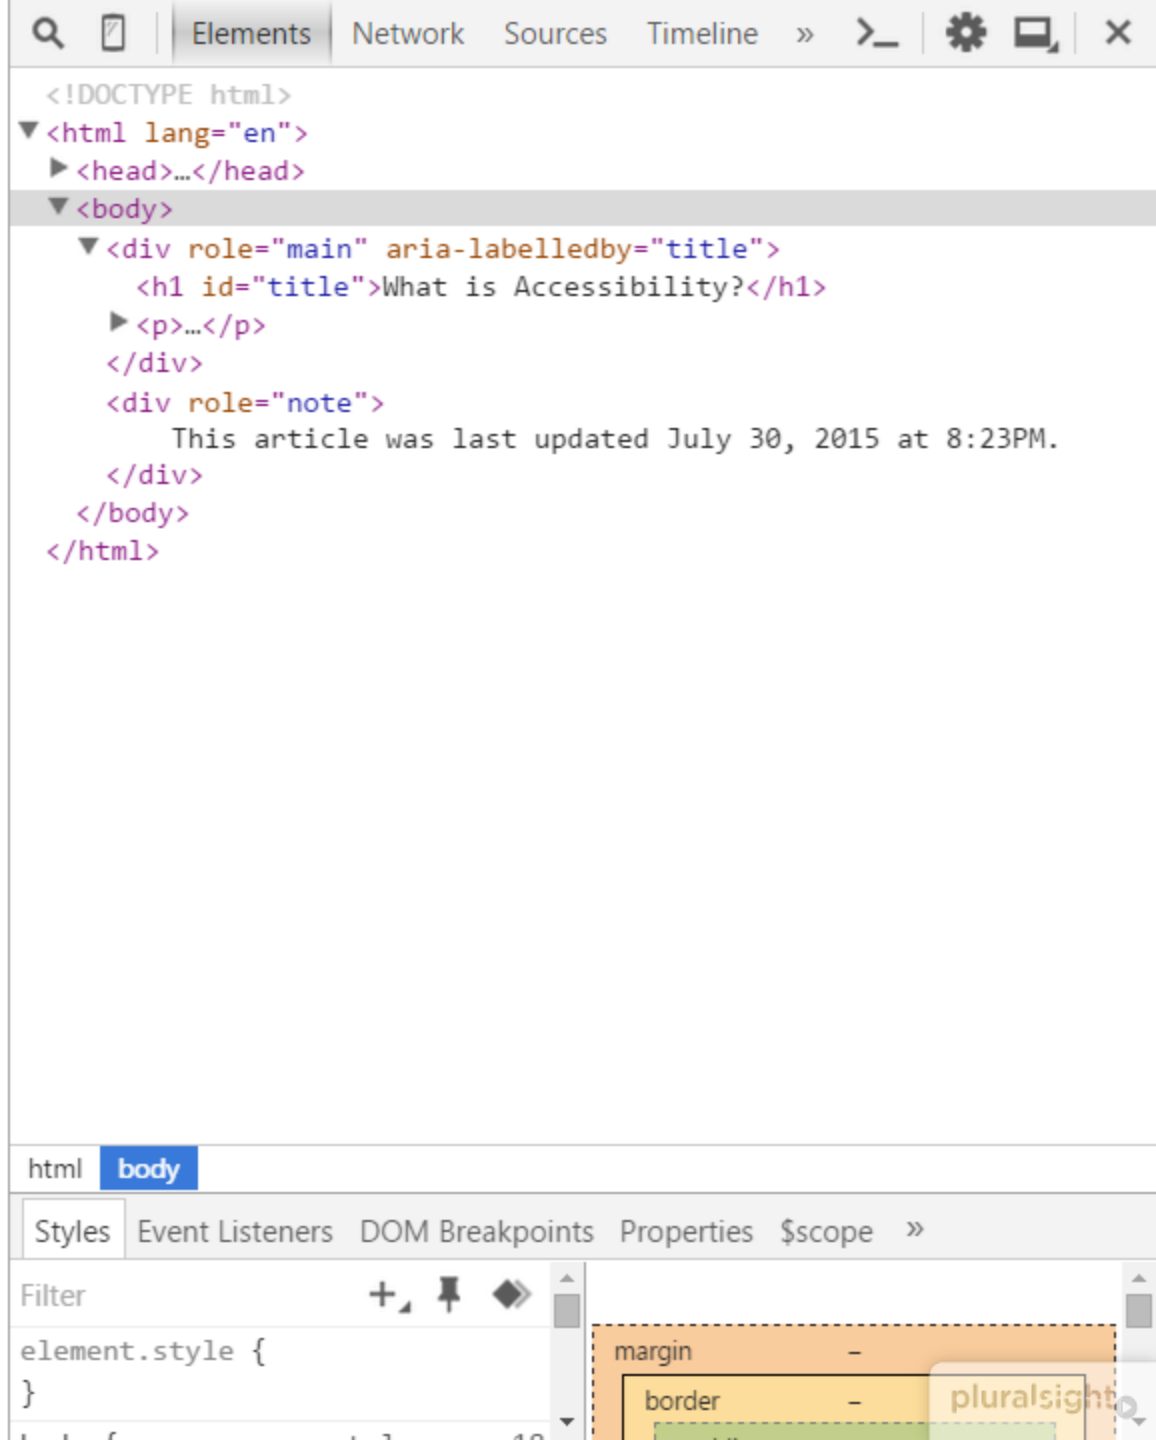 Elements Network Sources Timeline »
<!DOCTYPE html>
<html lang="en">
<head>…</head>
<body>
<div role="main" aria-labelledby="title">
<h1 id="title">What is Accessibility?</h1>
<p>…</p>
</div>
<div role="note">
This article was last updated July 30, 2015 at 8:23PM.
</div>
</body>
</html>
html body
Styles Event Listeners DOM Breakpoints Properties $scope »
Filter
element.style {
}
margin –
border –
pluralsight